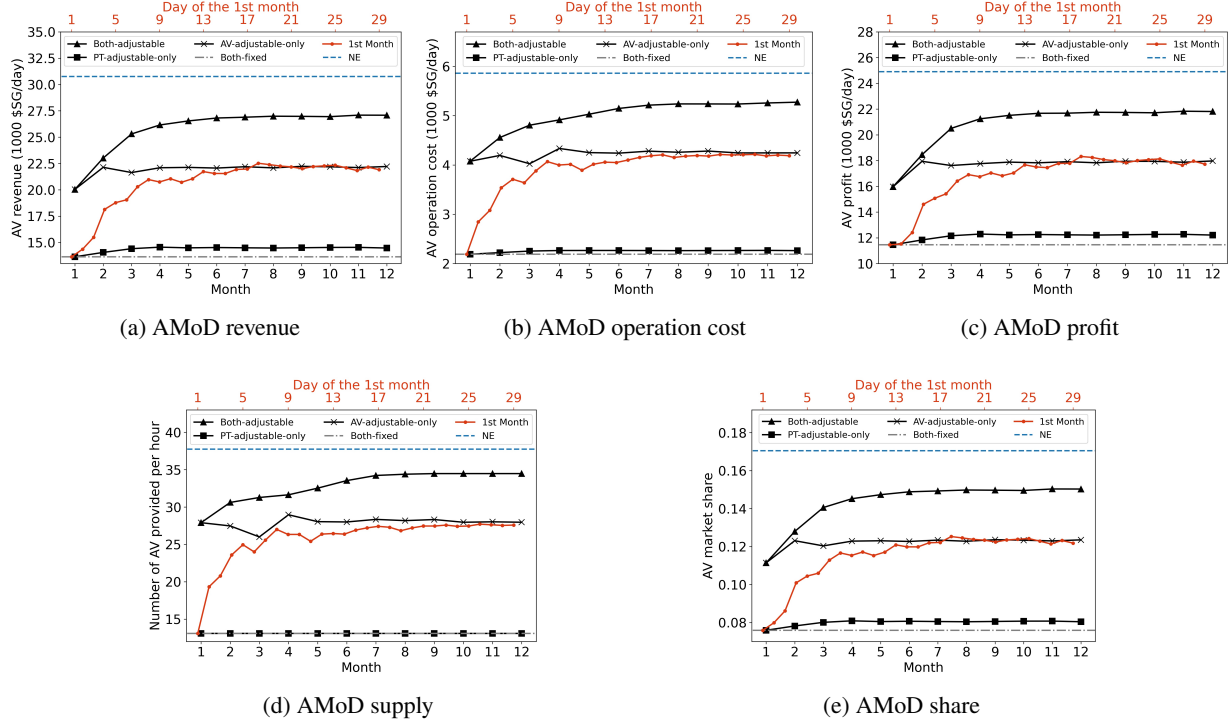 Day of the 1st month
1 5 9 13 17 21 25 29
35.0
32.5
30.0
27.5
25.0
22.5
20.0
17.5
15.0
AV revenue (1000 $SG/day)
Both-adjustable
PT-adjustable-only
AV-adjustable-only
Both-fixed
1st Month
NE
1 2 3 4 5 6 7 8 9 10 11 12
Month
(a) AMoD revenue
Day of the 1st month
1 5 9 13 17 21 25 29
6
5
4
3
2
AV operation cost (1000 $SG/day)
Both-adjustable
PT-adjustable-only
AV-adjustable-only
Both-fixed
1st Month
NE
1 2 3 4 5 6 7 8 9 10 11 12
Month
(b) AMoD operation cost
Day of the 1st month
1 5 9 13 17 21 25 29
28
26
24
22
20
18
16
14
12
10
AV profit (1000 $SG/day)
Both-adjustable
PT-adjustable-only
AV-adjustable-only
Both-fixed
1st Month
NE
1 2 3 4 5 6 7 8 9 10 11 12
Month
(c) AMoD profit
Day of the 1st month
1 5 9 13 17 21 25 29
40
35
30
25
20
15
Number of AV provided per hour
Both-adjustable
PT-adjustable-only
AV-adjustable-only
Both-fixed
1st Month
NE
1 2 3 4 5 6 7 8 9 10 11 12
Month
(d) AMoD supply
Day of the 1st month
1 5 9 13 17 21 25 29
0.18
0.16
0.14
0.12
0.10
0.08
AV market share
Both-adjustable
PT-adjustable-only
AV-adjustable-only
Both-fixed
1st Month
NE
1 2 3 4 5 6 7 8 9 10 11 12
Month
(e) AMoD share